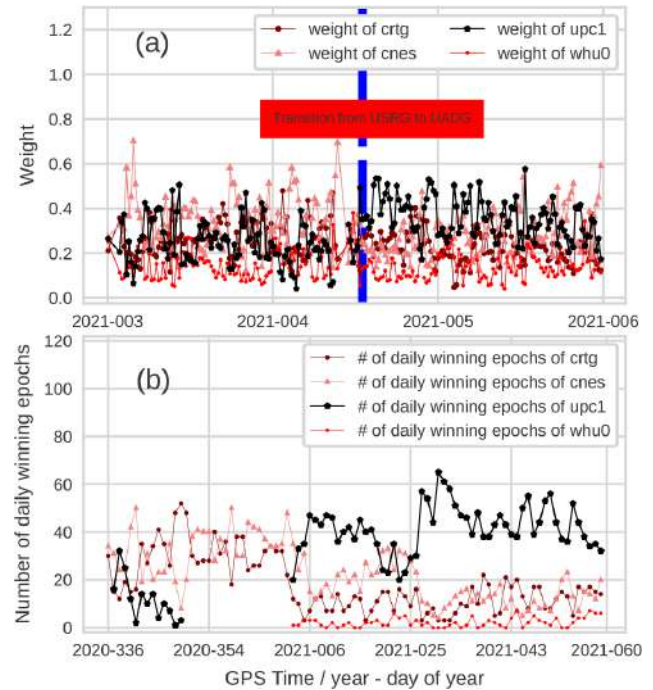 (a)
weight of crtg
weight of cnes
weight of upc1
weight of whu0
Transition from USRG to UADG
Weight
1.2
1.0
0.8
0.6
0.4
0.2
0.0
2021-003
2021-004
2021-005
2021-006
(b)
# of daily winning epochs of crtg
# of daily winning epochs of cnes
# of daily winning epochs of upc1
# of daily winning epochs of whu0
Number of daily winning epochs
120
100
80
60
40
20
0
2020-336
2020-354
2021-006
2021-025
2021-043
2021-060
GPS Time / year - day of year